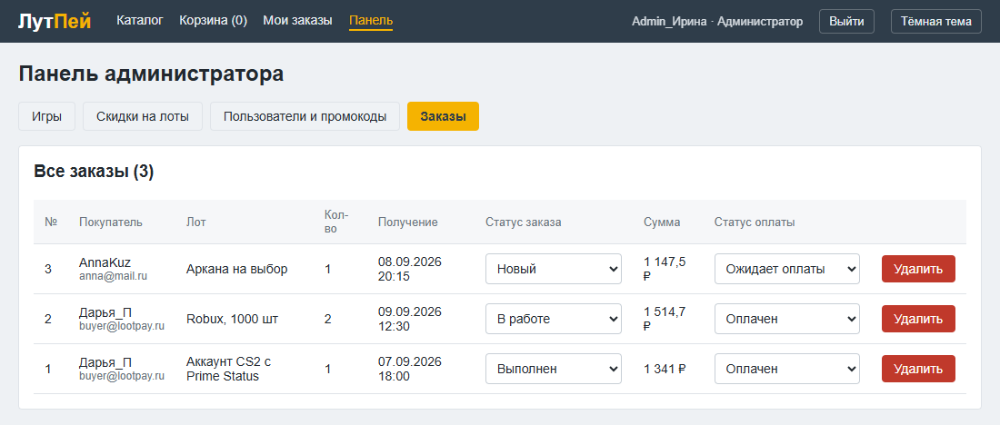 ЛутПей Каталог Корзина (0) Мои заказы Панель Admin_Ирина · Администратор Выйти Тёмная тема
Панель администратора
Игры Скидки на лоты Пользователи и промокоды Заказы
Все заказы (3)
№ Покупатель Лот Кол-во Получение Статус заказа Сумма Статус оплаты
3 AnnaKuz Аркана на выбор 1 08.09.2026 Новый 1 147,5 Ожидает оплаты Удалить
anna@mail.ru 20:15 ₽
2 Дарья_П Robux, 1000 шт 2 09.09.2026 В работе 1 514,7 Оплачен Удалить
buyer@lootpay.ru 12:30 ₽
1 Дарья_П Аккаунт CS2 с 1 07.09.2026 Выполнен 1 341 ₽ Оплачен Удалить
buyer@lootpay.ru Prime Status 18:00